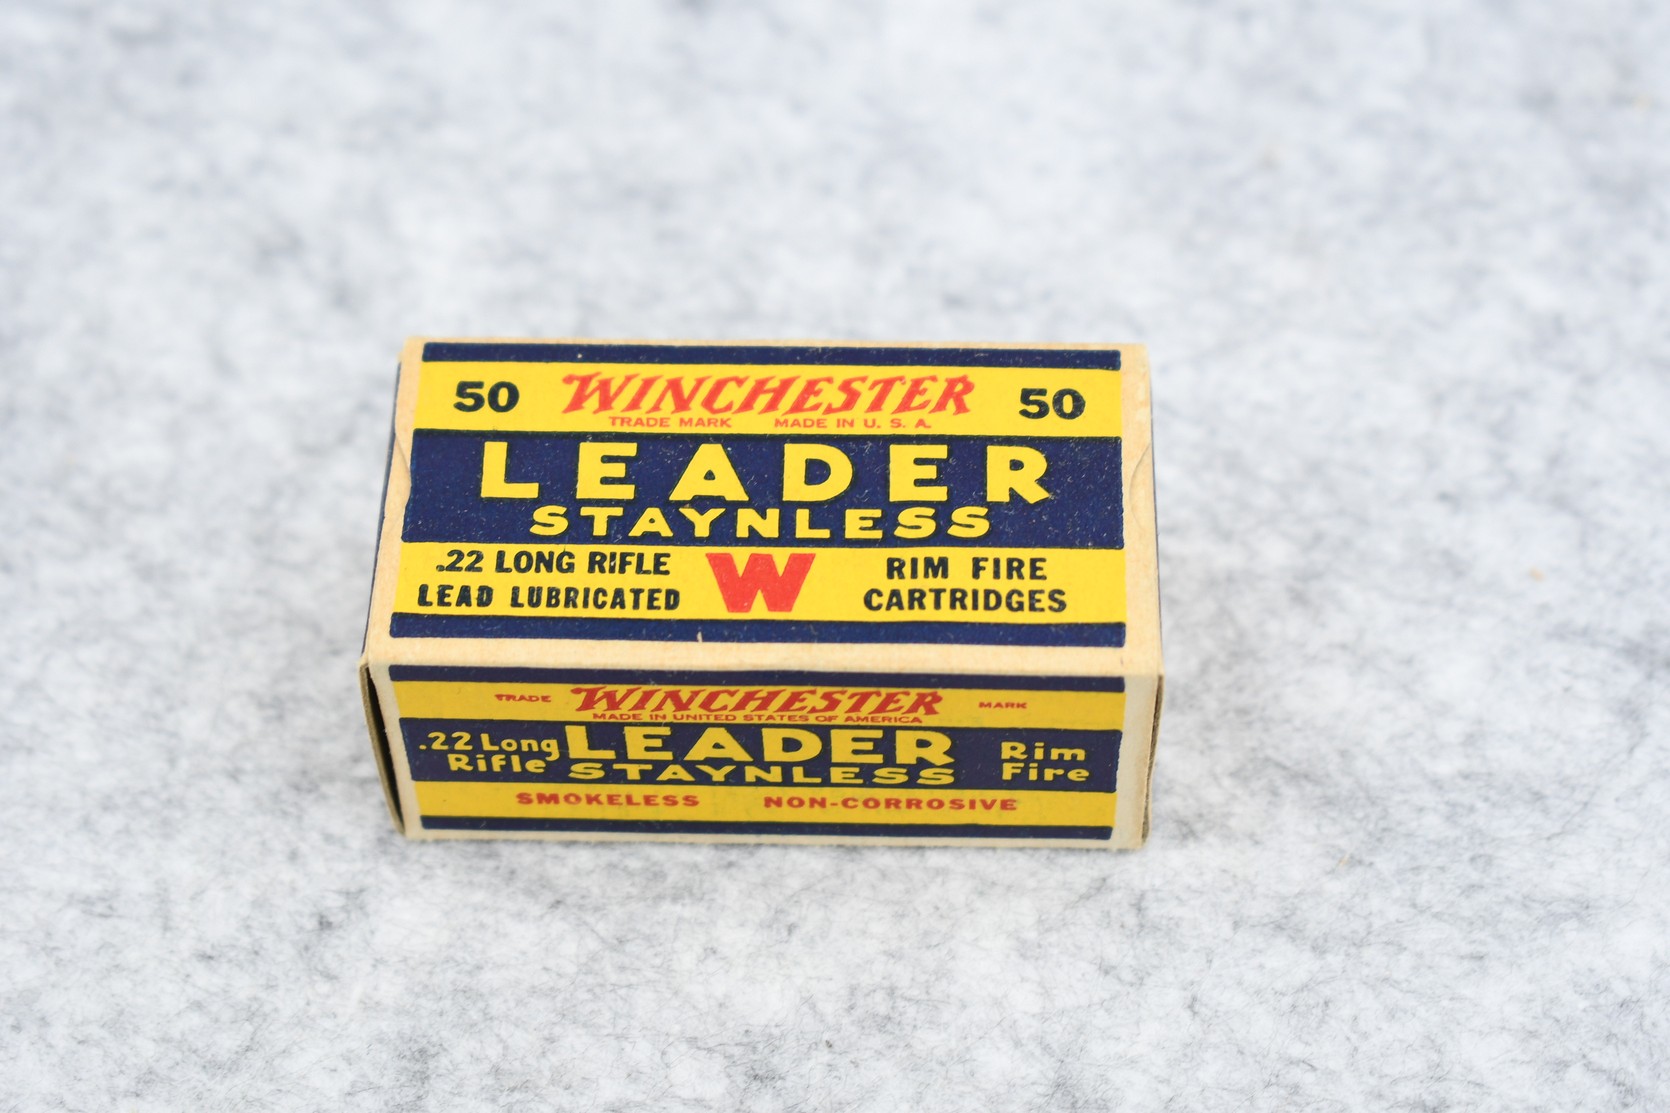 50 WINCHESTER 50
TRADE MARK MADE IN U. S. A.
LEADER
STAYNLESS
.22 LONG RIFLE W RIM FIRE
LEAD LUBRICATED CARTRIDGES
TRADE WINCHESTER MARK
MADE IN UNITED STATES OF AMERICA
.22 Long LEADER Rim
Rifle STAYNLESS Fire
SMOKELESS NON-CORROSIVE